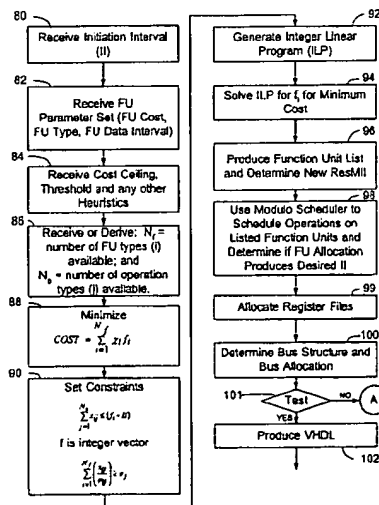 80
Receive Initiation Interval
(II)
82
Receive FU
Parameter Set (FU Cost,
FU Type, FU Data Interval)
84
Receive Cost Ceiling,
Threshold and any other
Heuristics
86
Receive or Derive: N_f =
number of FU types (i)
available; and
N_o = number of operation
types (j) available.
88
Minimize
COST = Σ
i=1
90
Set Constraints
j=1
f is integer vector
i=1
92
Generate Integer Linear
Program (ILP)
94
Solve ILP for f_i for Minimum
Cost
96
Produce Function Unit List
and Determine New ResMII
98
Use Modulo Scheduler to
Schedule Operations on
Listed Function Units and
Determine if FU Allocation
Produces Desired II
99
Allocate Register Files
100
Determine Bus Structure and
Bus Allocation
101
Test
NO
A
YES
Produce VHDL
102